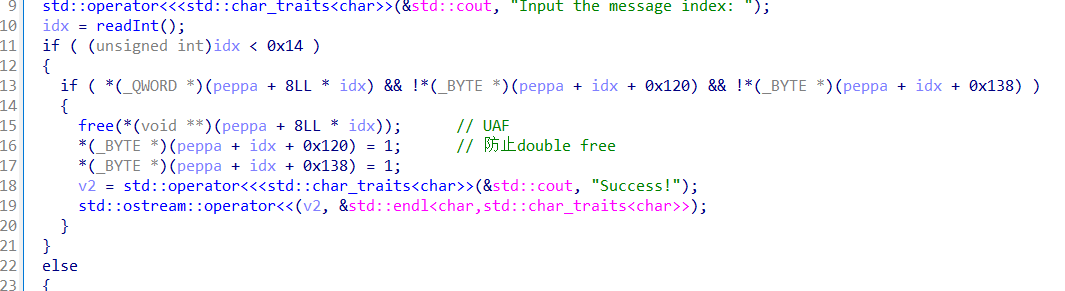 9 std::operator<<<std::char_traits<char>>(&std::cout, "Input the message index: ");
10 idx = readInt();
11 if ( (unsigned int)idx < 0x14 )
12 {
13 if ( *(_QWORD *)(peppa + 8LL * idx) && !*(_BYTE *)(peppa + idx + 0x120) && !*(_BYTE *)(peppa + idx + 0x138) )
14 {
15 free(*(void **)(peppa + 8LL * idx)); // UAF
16 *(_BYTE *)(peppa + idx + 0x120) = 1; // 防止double free
17 *(_BYTE *)(peppa + idx + 0x138) = 1;
18 v2 = std::operator<<<std::char_traits<char>>(&std::cout, "Success!");
19 std::ostream::operator<<(v2, &std::endl<char,std::char_traits<char>>);
20 }
21 }
22 else
23 {